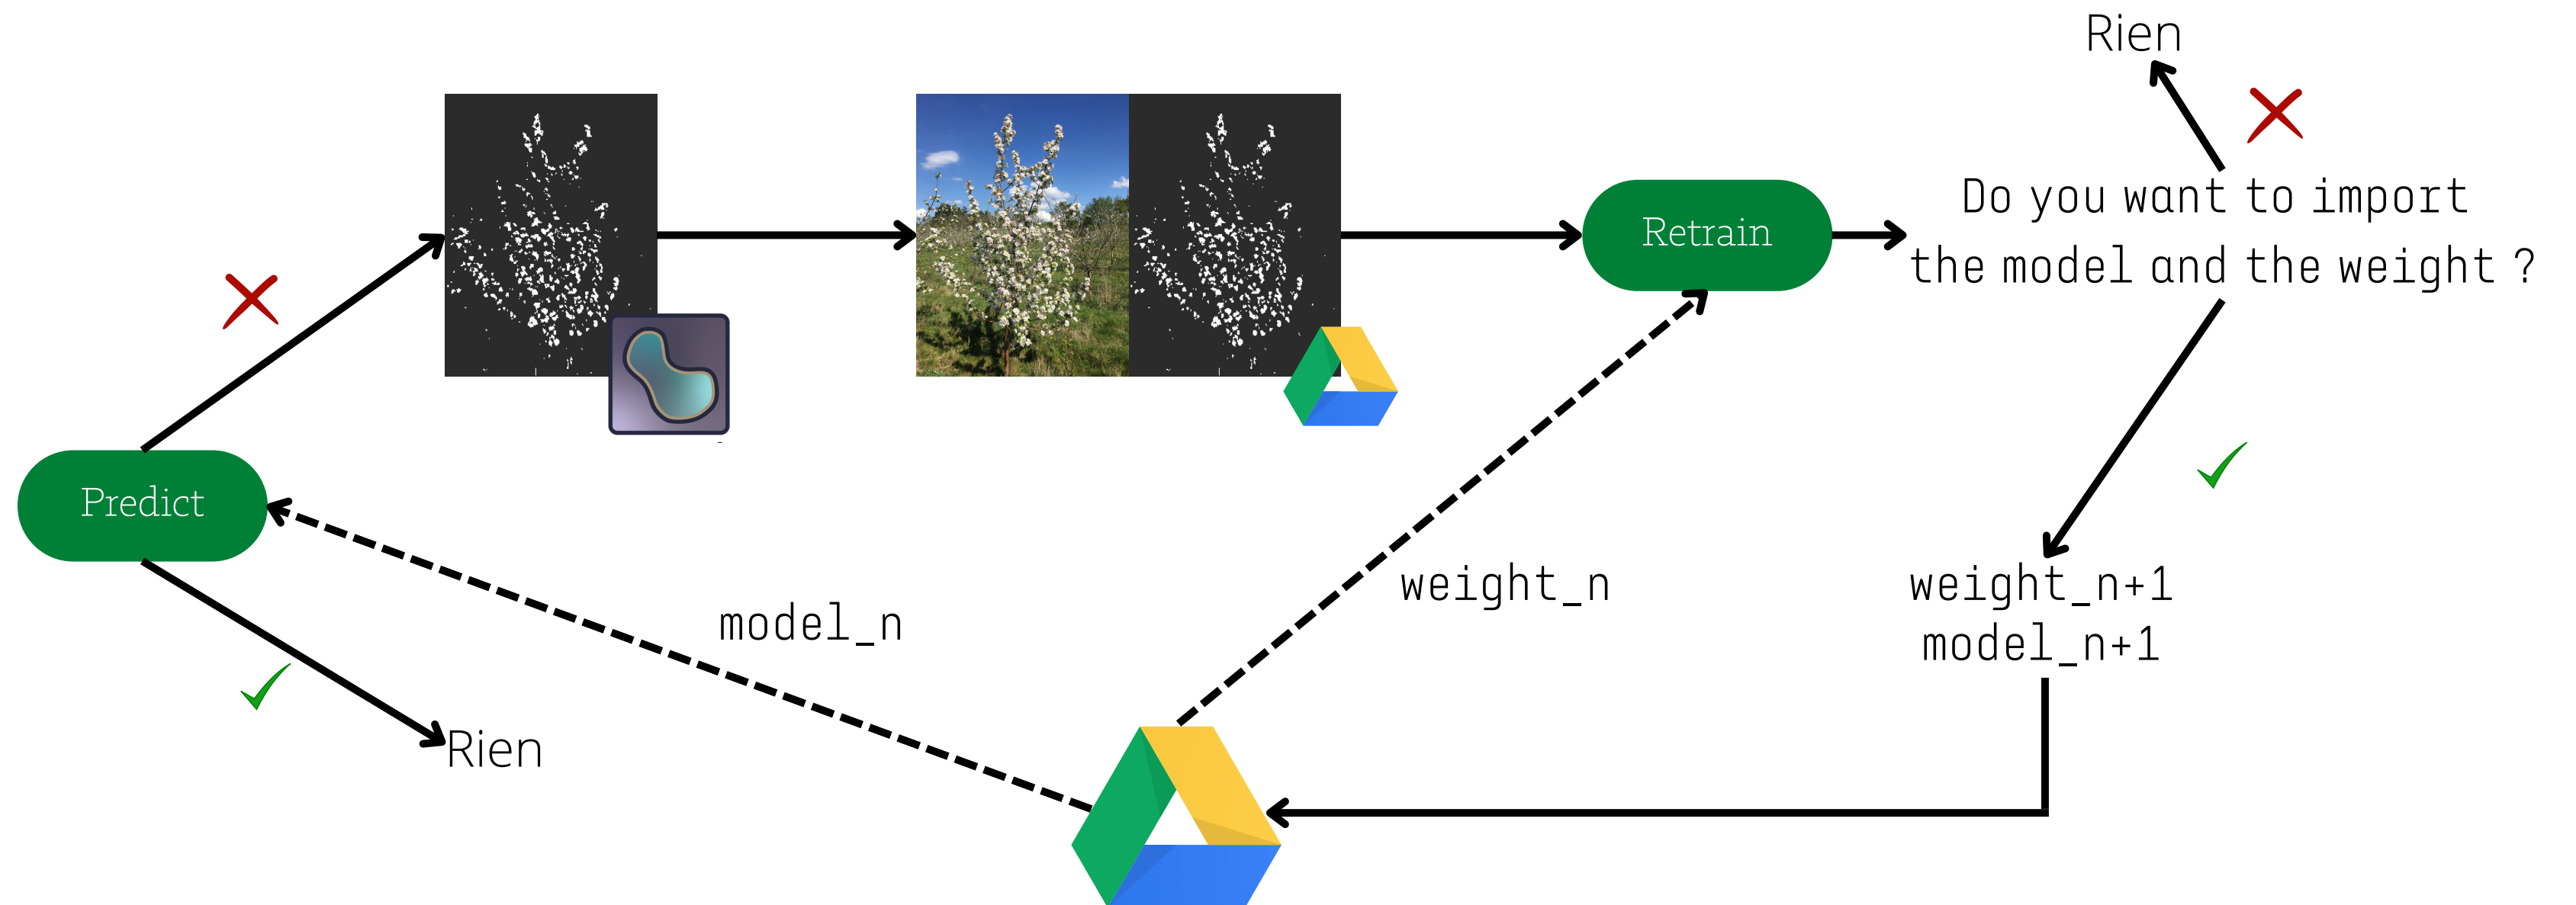 Rien
Do you want to import
the model and the weight ?
Retrain
Predict
model_n
weight_n
weight_n+1
model_n+1
Rien